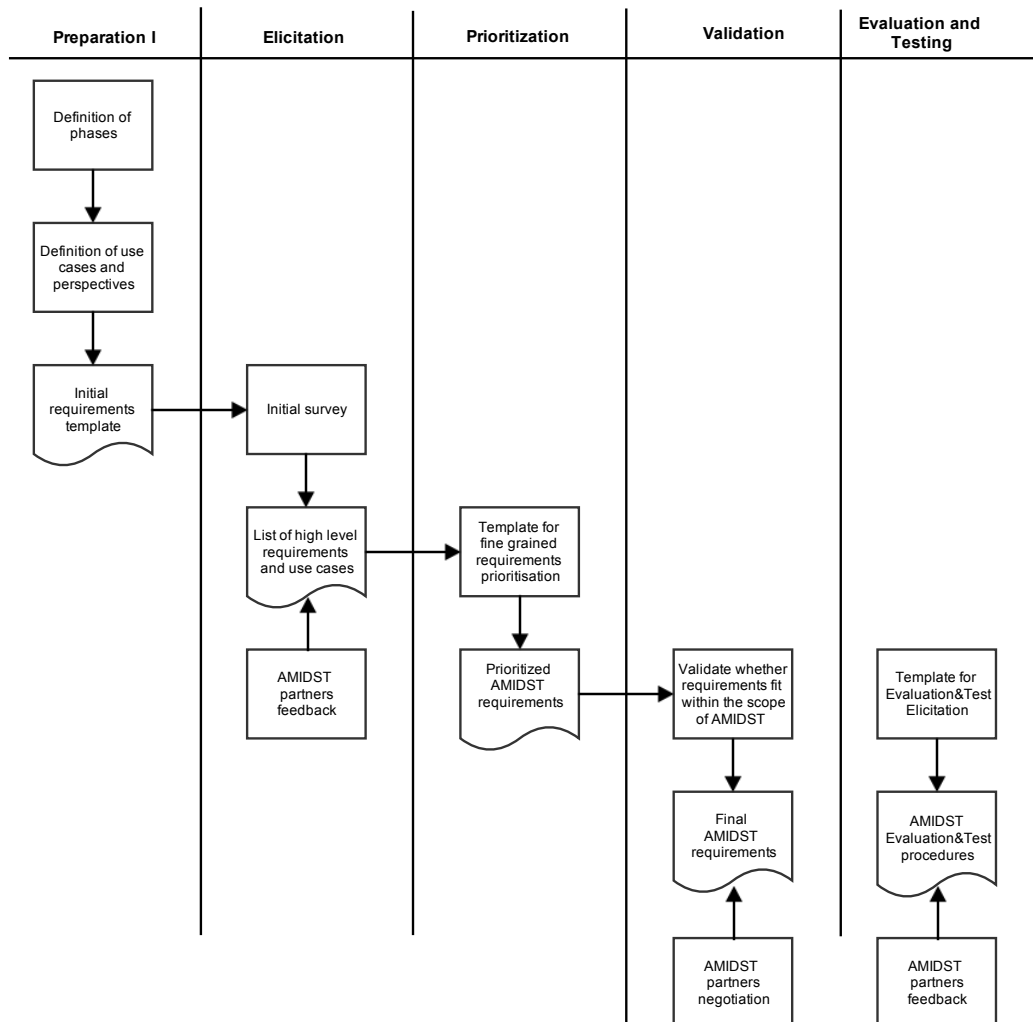 Preparation I
Elicitation
Prioritization
Validation
Evaluation and
Testing
Definition of
phases
Definition of use
cases and
perspectives
Initial
requirements
template
Initial survey
List of high level
requirements
and use cases
AMIDST
partners
feedback
Template for
fine grained
requirements
prioritisation
Prioritized
AMIDST
requirements
Validate whether
requirements fit
within the scope
of AMIDST
Final
AMIDST
requirements
AMIDST
partners
negotiation
Template for
Evaluation&Test
Elicitation
AMIDST
Evaluation&Test
procedures
AMIDST
partners
feedback